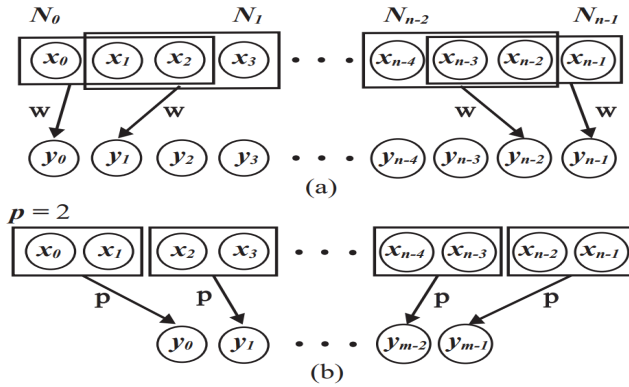 N0 N1 Nn-2 Nn-1
x0 x1 x2 x3 xn-4 xn-3 xn-2 xn-1
w w w w
y0 y1 y2 y3 yn-4 yn-3 yn-2 yn-1
(a)
p = 2
x0 x1 x2 x3 xn-4 xn-3 xn-2 xn-1
p p p p
y0 y1 ym-2 ym-1
(b)